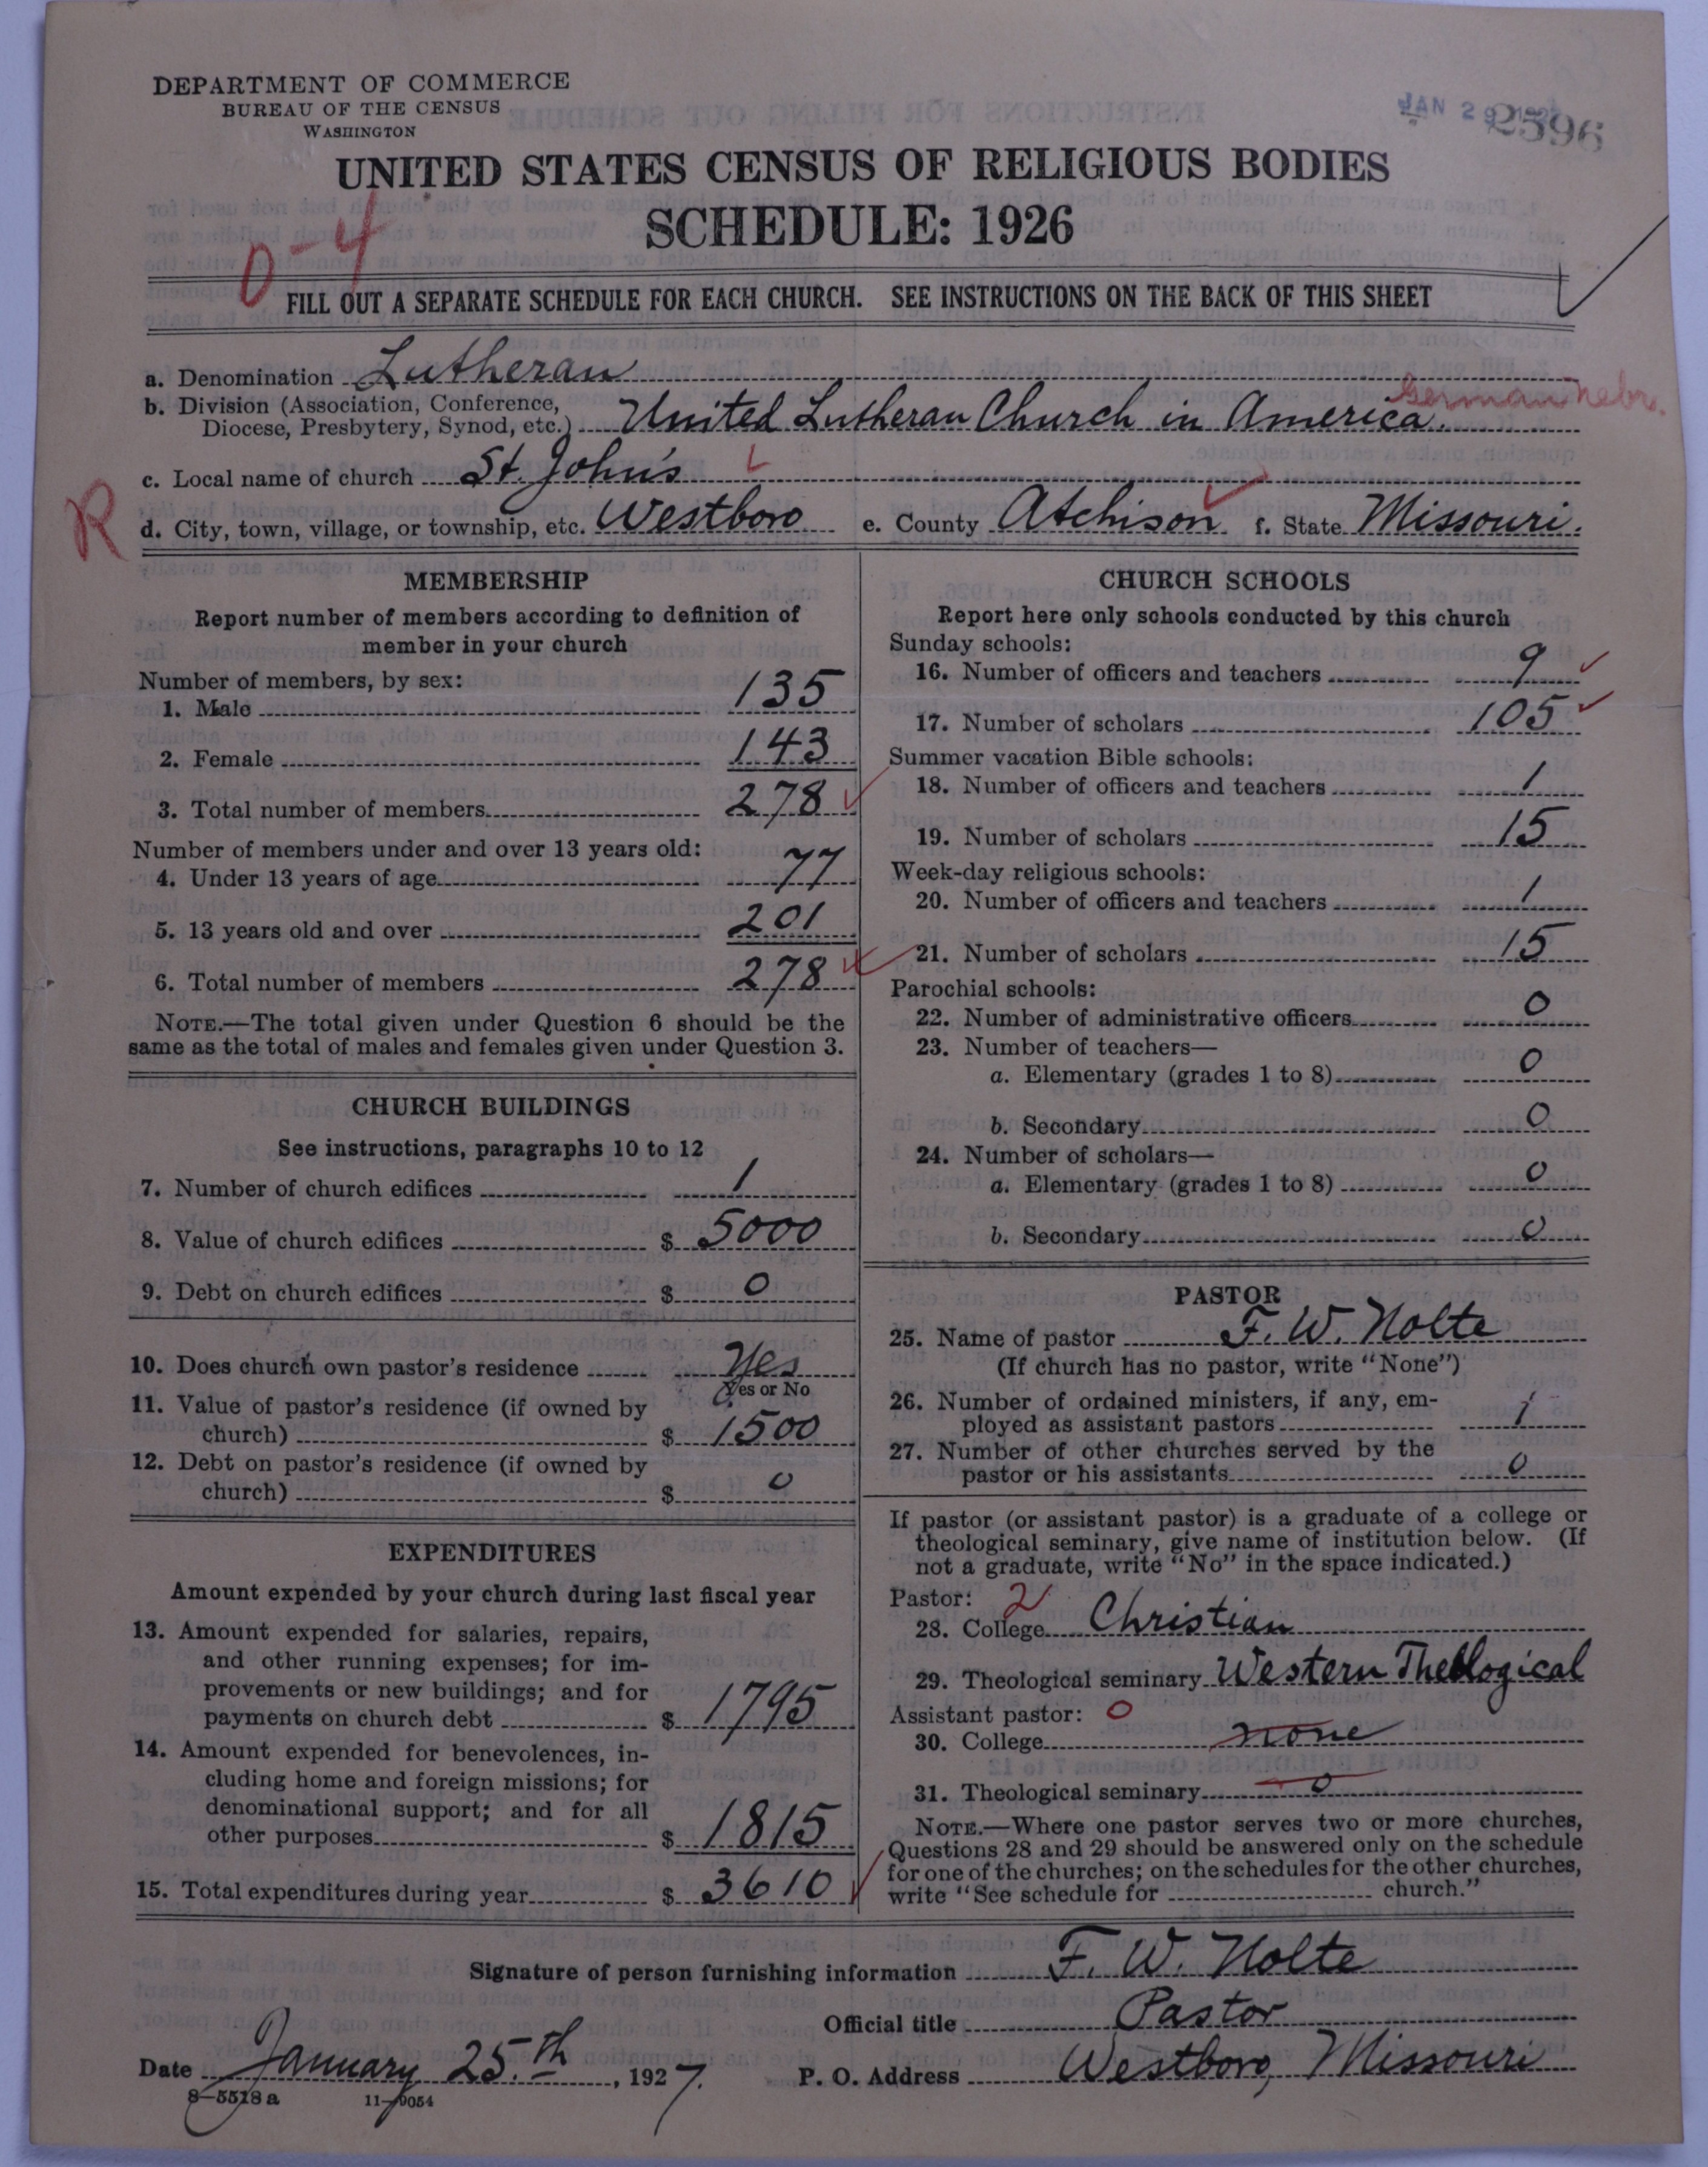 DEPARTMENT OF COMMERCE
BUREAU OF THE CENSUS
WASHINGTON
JAN 29
2596
UNITED STATES CENSUS OF RELIGIOUS BODIES
SCHEDULE: 1926
0-4
FILL OUT A SEPARATE SCHEDULE FOR EACH CHURCH. SEE INSTRUCTIONS ON THE BACK OF THIS SHEET
a. Denomination Lutheran
German Nebr.
b. Division (Association, Conference, Diocese, Presbytery, Synod, etc.) United Lutheran Church in America.
c. Local name of church St. John's
R
d. City, town, village, or township, etc. Westboro e. County Atchison f. State Missouri.
MEMBERSHIP
Report number of members according to definition of
member in your church
Number of members, by sex:
1. Male 135
2. Female 143
3. Total number of members 278
Number of members under and over 13 years old:
4. Under 13 years of age 77
5. 13 years old and over 201
6. Total number of members 278
NOTE.—The total given under Question 6 should be the
same as the total of males and females given under Question 3.
CHURCH BUILDINGS
See instructions, paragraphs 10 to 12
7. Number of church edifices 1
8. Value of church edifices $ 5000
9. Debt on church edifices $ 0
10. Does church own pastor's residence Yes
Yes or No
11. Value of pastor's residence (if owned by
church) $ 1500
12. Debt on pastor's residence (if owned by
church) $ 0
EXPENDITURES
Amount expended by your church during last fiscal year
13. Amount expended for salaries, repairs,
and other running expenses; for im-
provements or new buildings; and for
payments on church debt $ 1795
14. Amount expended for benevolences, in-
cluding home and foreign missions; for
denominational support; and for all
other purposes $ 1815
15. Total expenditures during year $ 3610
CHURCH SCHOOLS
Report here only schools conducted by this church
Sunday schools:
16. Number of officers and teachers 9
17. Number of scholars 105
Summer vacation Bible schools:
18. Number of officers and teachers 1
19. Number of scholars 15
Week-day religious schools:
20. Number of officers and teachers 1
21. Number of scholars 15
Parochial schools:
22. Number of administrative officers 0
23. Number of teachers—
a. Elementary (grades 1 to 8) 0
b. Secondary 0
24. Number of scholars—
a. Elementary (grades 1 to 8) 0
b. Secondary 0
PASTOR
25. Name of pastor F. W. Nolte
(If church has no pastor, write "None")
26. Number of ordained ministers, if any, em-
ployed as assistant pastors 1
27. Number of other churches served by the
pastor or his assistants 0
If pastor (or assistant pastor) is a graduate of a college or
theological seminary, give name of institution below. (If
not a graduate, write "No" in the space indicated.)
Pastor: 2
28. College Christian
29. Theological seminary Western Theological
Assistant pastor: 0
30. College none
31. Theological seminary 0
NOTE.—Where one pastor serves two or more churches,
Questions 28 and 29 should be answered only on the schedule
for one of the churches; on the schedules for the other churches,
write "See schedule for church."
Signature of person furnishing information F. W. Nolte
Official title Pastor
Date January 25.th, 1927. P. O. Address Westboro, Missouri
8—5518 a 11—9054